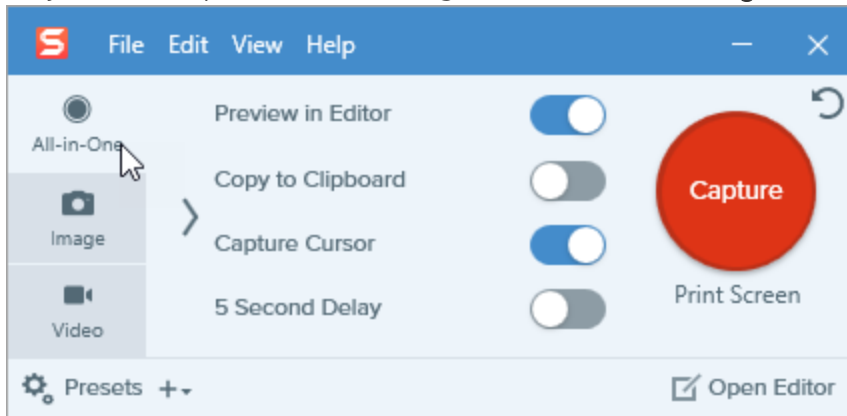 S File Edit View Help
All-in-One
Image
Video
Preview in Editor
Copy to Clipboard
Capture Cursor
5 Second Delay
Capture
Print Screen
Presets
Open Editor